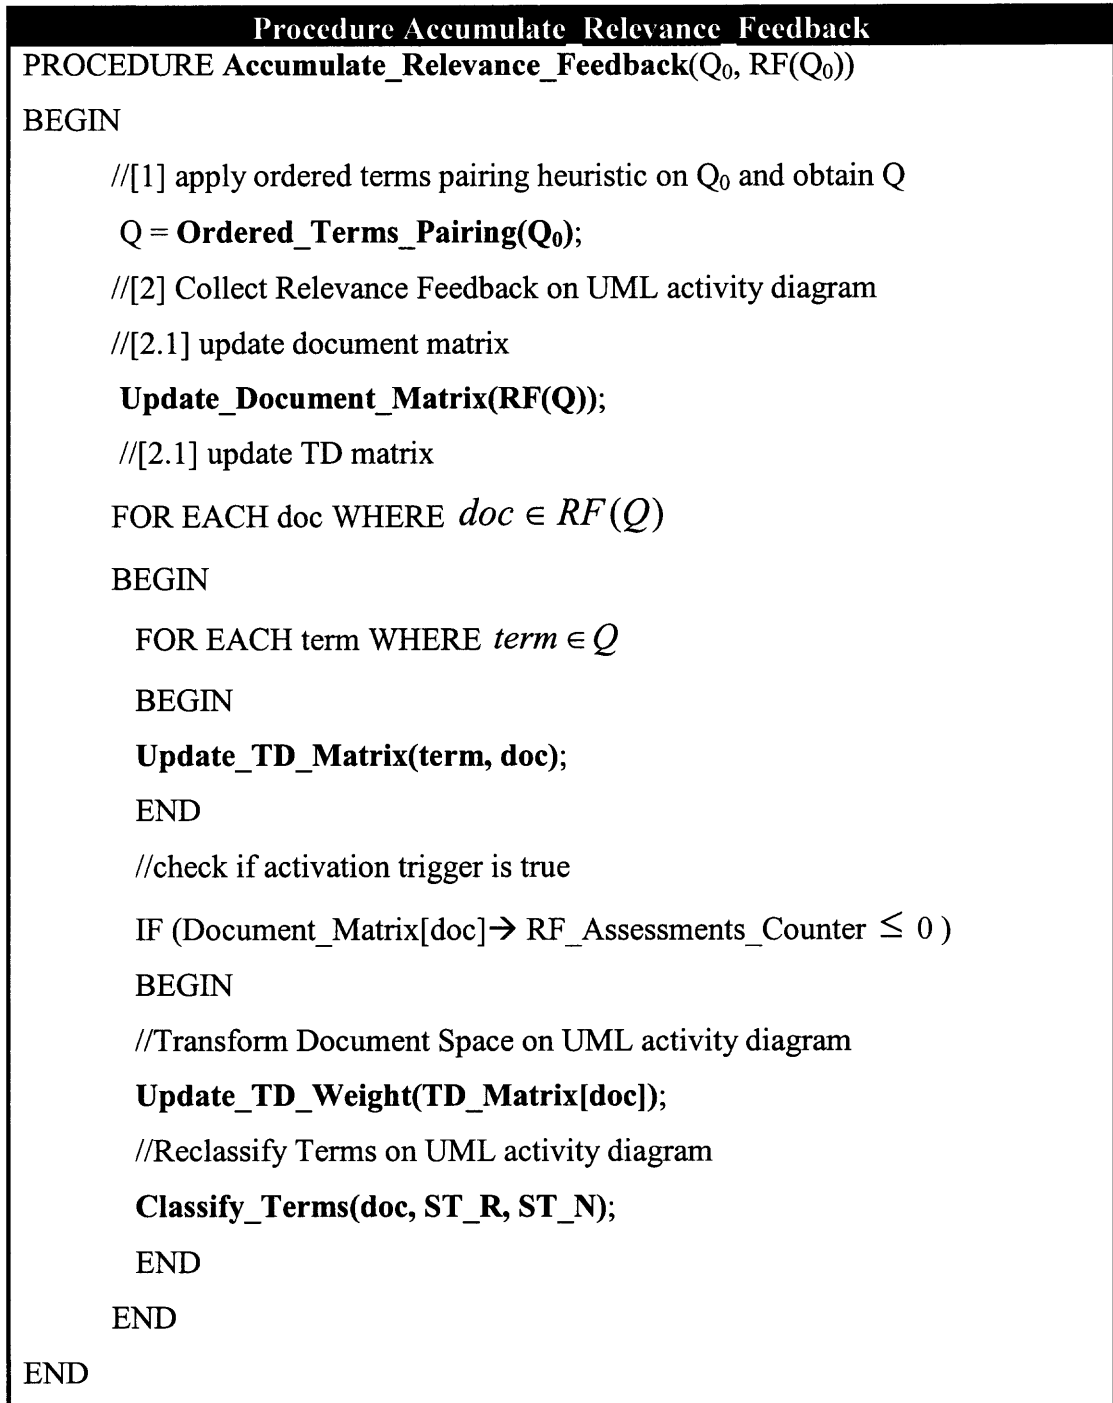 Procedure Accumulate_Relevance_Feedback
PROCEDURE Accumulate_Relevance_Feedback(Q₀, RF(Q₀))
BEGIN
//[1] apply ordered terms pairing heuristic on Q₀ and obtain Q
Q = Ordered_Terms_Pairing(Q₀);
//[2] Collect Relevance Feedback on UML activity diagram
//[2.1] update document matrix
Update_Document_Matrix(RF(Q));
//[2.1] update TD matrix
FOR EACH doc WHERE doc ∈ RF(Q)
BEGIN
FOR EACH term WHERE term ∈ Q
BEGIN
Update_TD_Matrix(term, doc);
END
//check if activation trigger is true
IF (Document_Matrix[doc]→ RF_Assessments_Counter ≤ 0 )
BEGIN
//Transform Document Space on UML activity diagram
Update_TD_Weight(TD_Matrix[doc]);
//Reclassify Terms on UML activity diagram
Classify_Terms(doc, ST_R, ST_N);
END
END
END